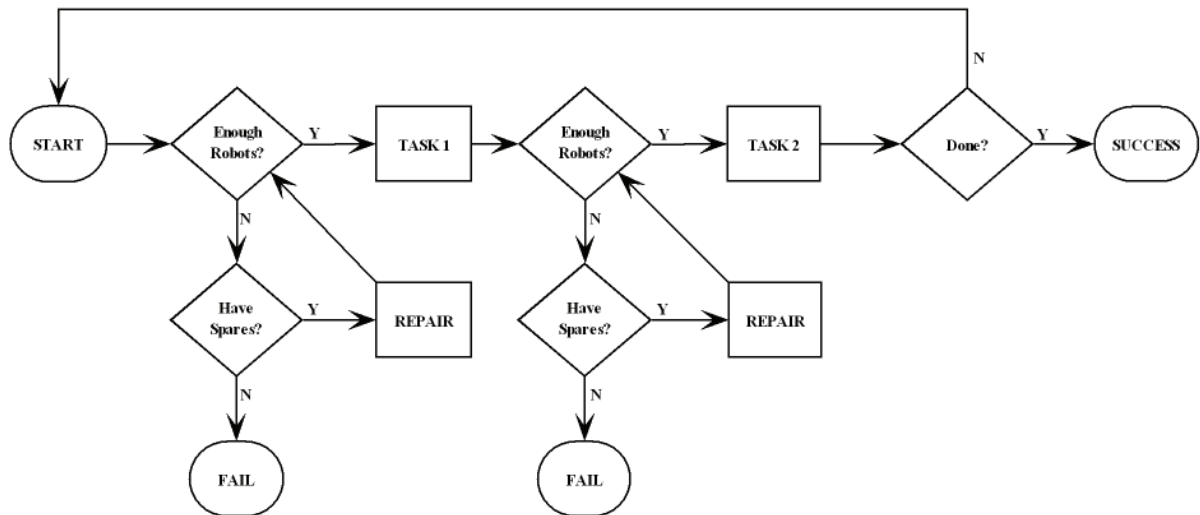 N
START
Enough
Robots?
Y
TASK 1
Enough
Robots?
Y
TASK 2
Done?
Y
SUCCESS
N
N
Have
Spares?
Y
REPAIR
Have
Spares?
Y
REPAIR
N
N
FAIL
FAIL